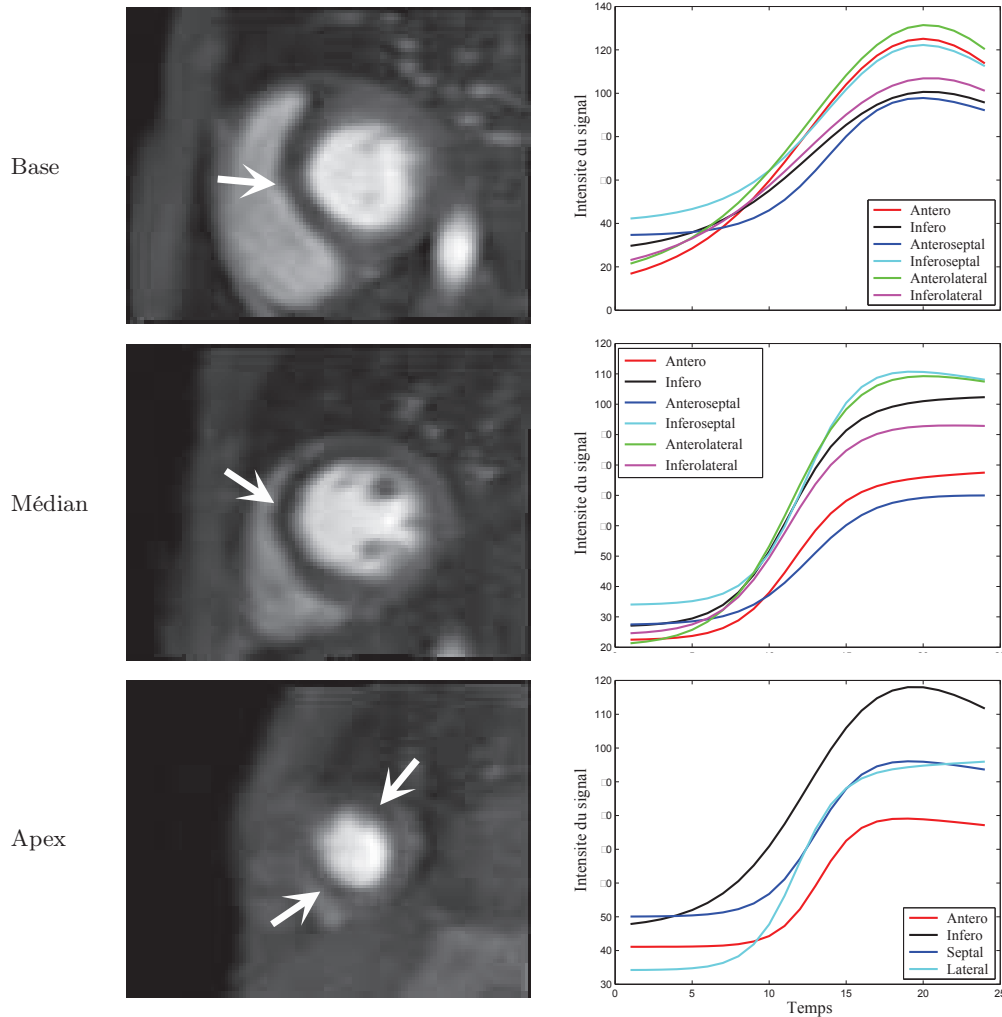 Base
Intensite du signal
140
120
100
40
20
0
Antero
Infero
Anteroseptal
Inferoseptal
Anterolateral
Inferolateral
Médian
Intensite du signal
120
110
100
50
40
30
20
Antero
Infero
Anteroseptal
Inferoseptal
Anterolateral
Inferolateral
Apex
Intensite du signal
120
110
100
50
40
30
Antero
Infero
Septal
Lateral
0 5 10 15 20 25
Temps